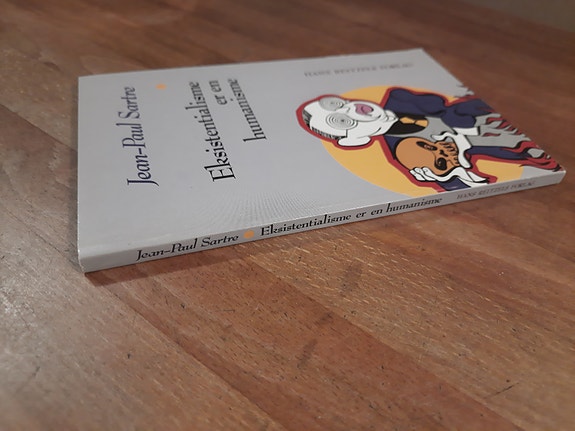 Jean-Paul Sartre
Eksistentialisme
er en
humanisme
HANS REITZELS FORLAG
Jean-Paul Sartre Eksistentialisme er en humanisme HANS REITZELS FORLAG